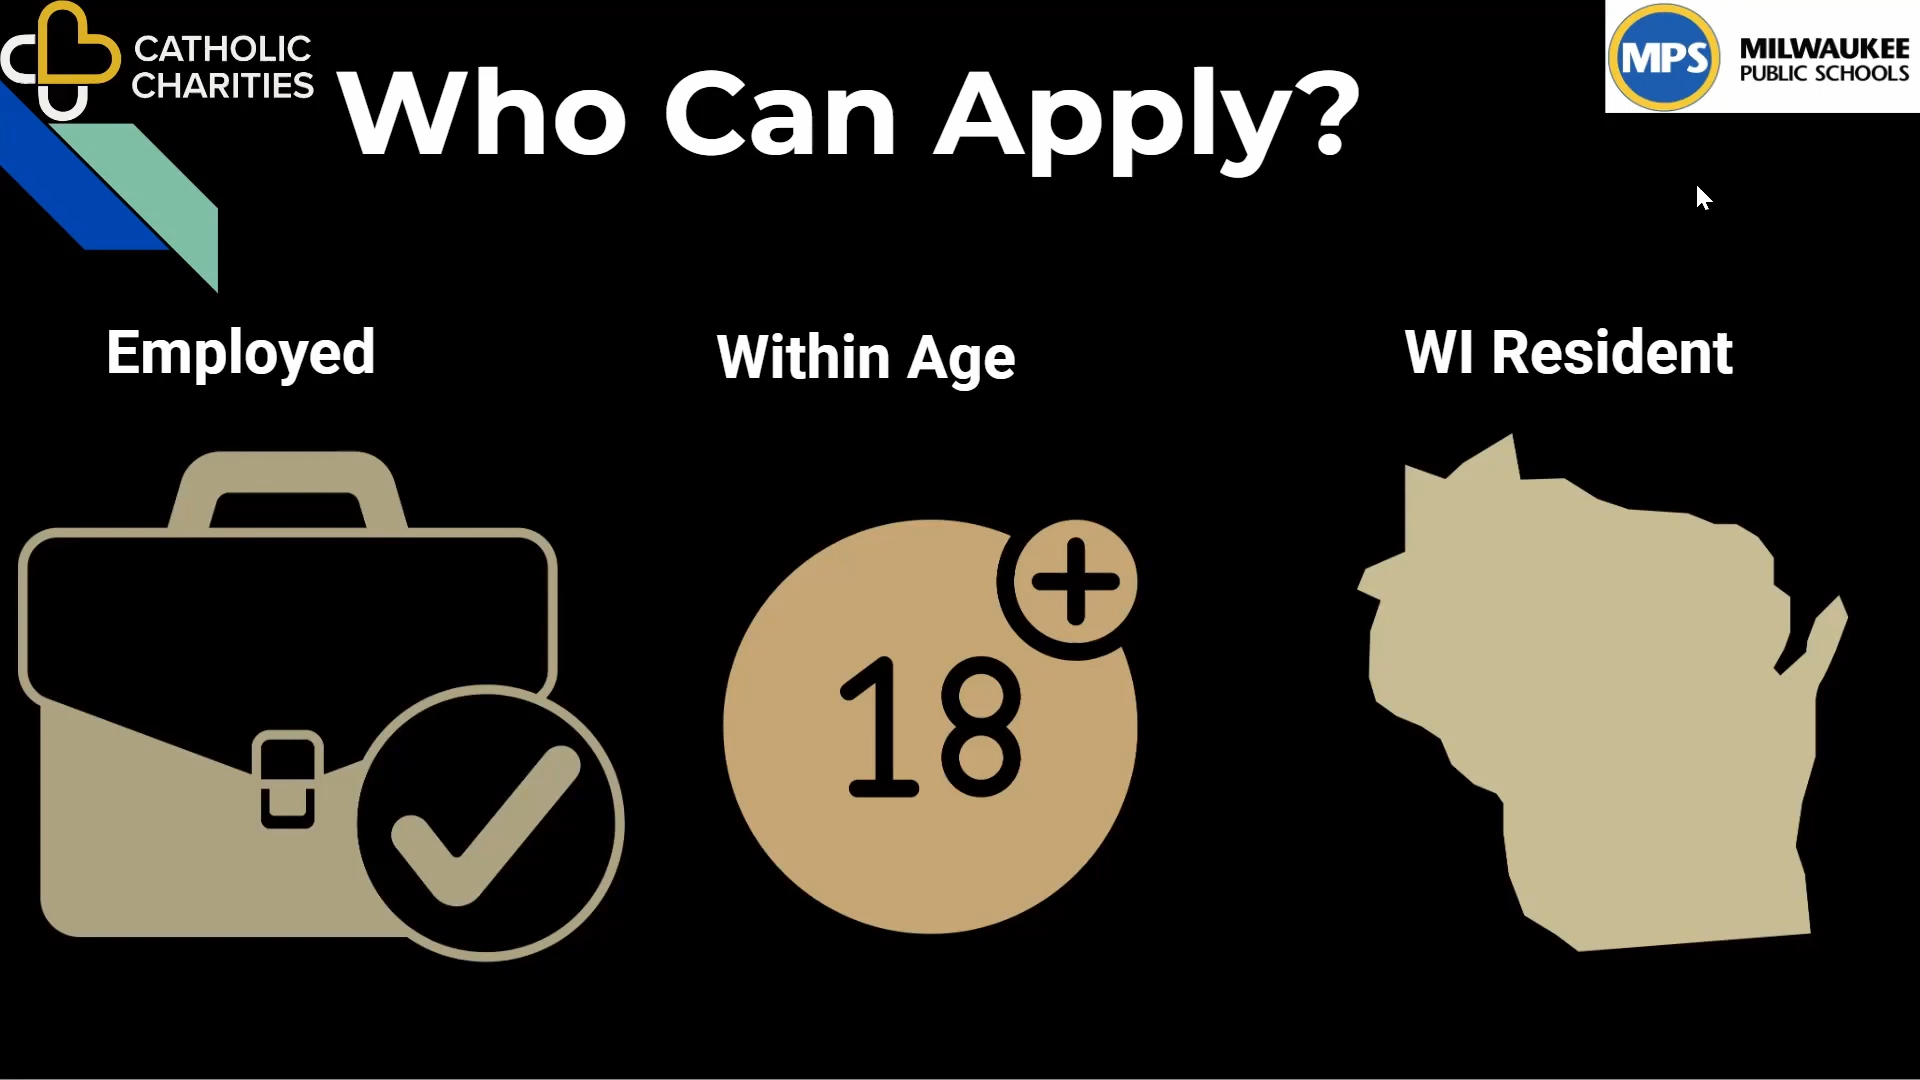 CATHOLIC
CHARITIES
Who Can Apply?
MPS
MILWAUKEE
PUBLIC SCHOOLS
Employed
Within Age
WI Resident
18
+